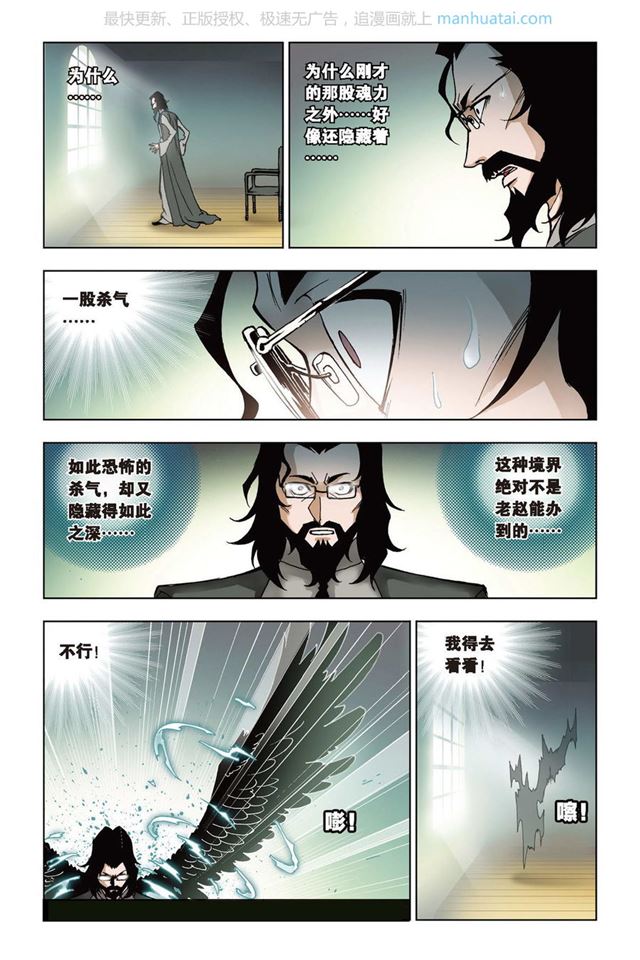 最快更新、正版授权、极速无广告，追漫画就上 manhuatai.com
为什么
……
为什么刚才
的那股魂力
之外……好
像还隐藏着
……
一股杀气
……
如此恐怖的
杀气，却又
隐藏得如此
之深……
这种境界
绝对不是
老赵能办
到的……
不行！
嘭！
我得去
看看！
嚓！